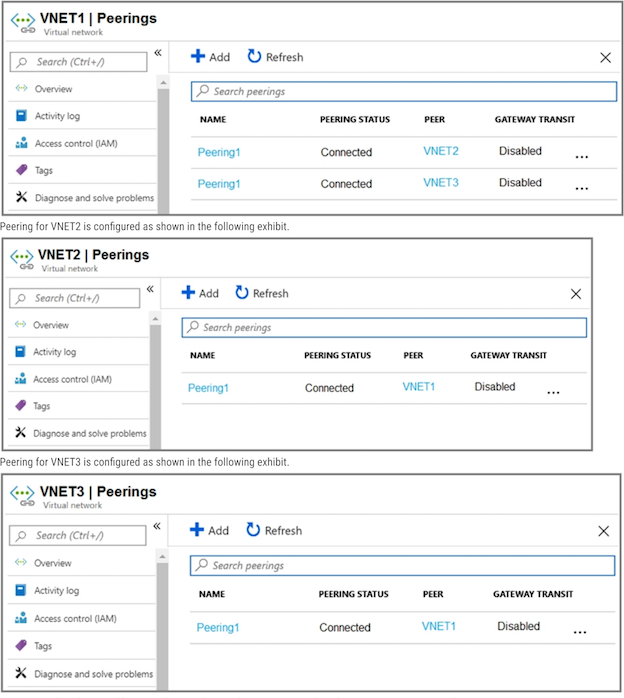 VNET1 | Peerings
Virtual network
«
Search (Ctrl+/)
Add Refresh
Overview
Search peerings
Activity log
NAME PEERING STATUS PEER GATEWAY TRANSIT
Access control (IAM)
Peering1 Connected VNET2 Disabled ...
Tags
Peering1 Connected VNET3 Disabled ...
Diagnose and solve problems
Peering for VNET2 is configured as shown in the following exhibit.
VNET2 | Peerings
Virtual network
«
Search (Ctrl+/)
Add Refresh
Overview
Search peerings
Activity log
NAME PEERING STATUS PEER GATEWAY TRANSIT
Access control (IAM)
Peering1 Connected VNET1 Disabled ...
Tags
Diagnose and solve problems
Peering for VNET3 is configured as shown in the following exhibit.
VNET3 | Peerings
Virtual network
«
Search (Ctrl+/)
Add Refresh
Overview
Search peerings
Activity log
NAME PEERING STATUS PEER GATEWAY TRANSIT
Access control (IAM)
Peering1 Connected VNET1 Disabled ...
Tags
Diagnose and solve problems